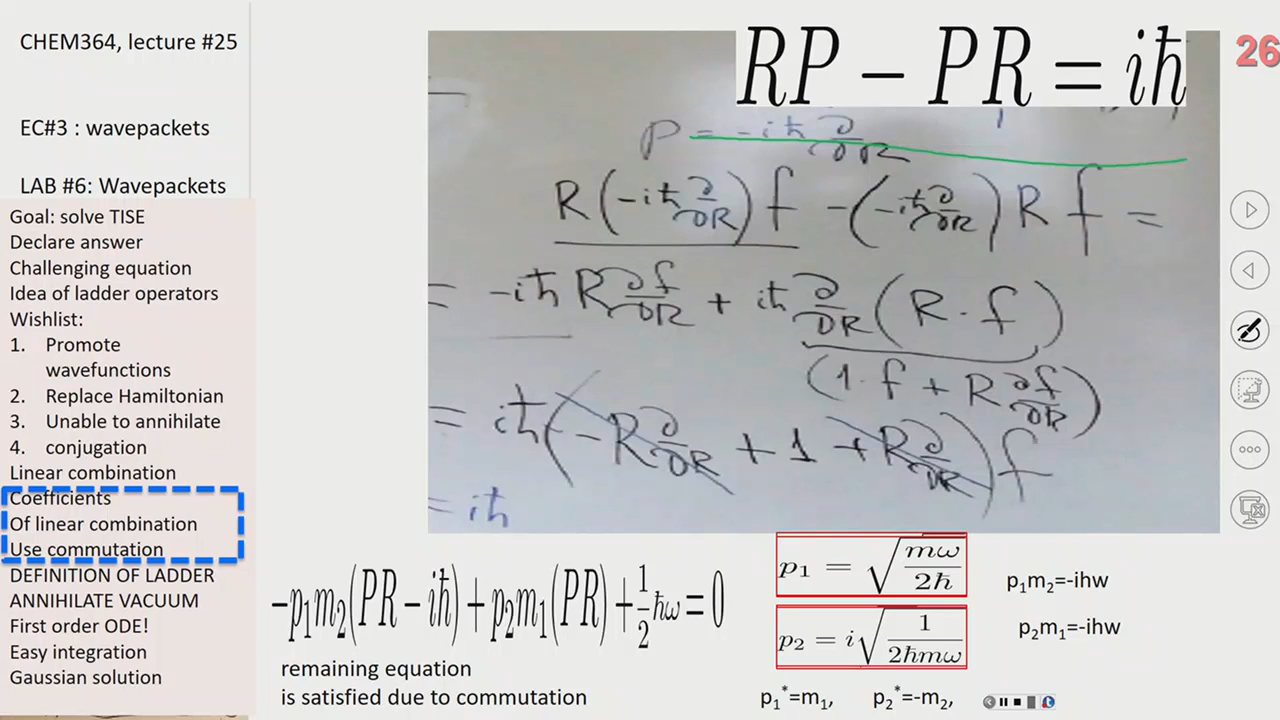 CHEM364, lecture #25
EC#3 : wavepackets
LAB #6: Wavepackets
Goal: solve TISE
Declare answer
Challenging equation
Idea of ladder operators
Wishlist:
1. Promote
wavefunctions
2. Replace Hamiltonian
3. Unable to annihilate
4. conjugation
Linear combination
Coefficients
Of linear combination
Use commutation
DEFINITION OF LADDER
ANNIHILATE VACUUM
First order ODE!
Easy integration
Gaussian solution
RP − PR = iħ
26
P = -iħ ∂/∂R
R(-iħ ∂/∂R) f - (-iħ ∂/∂R) R f =
= -iħ R ∂f/∂R + iħ ∂/∂R (R · f)
(1 · f + R ∂f/∂R)
= iħ(-R ∂/∂R + 1 + R ∂/∂R) f
= iħ
-p₁m₂(PR − iħ) + p₂m₁(PR) + 1/2 ħω = 0
remaining equation
is satisfied due to commutation
p₁ = √(mω/2ħ)
p₂ = i√(1/2ħmω)
p₁m₂=-ihw
p₂m₁=-ihw
p₁*=m₁, p₂*=-m₂,